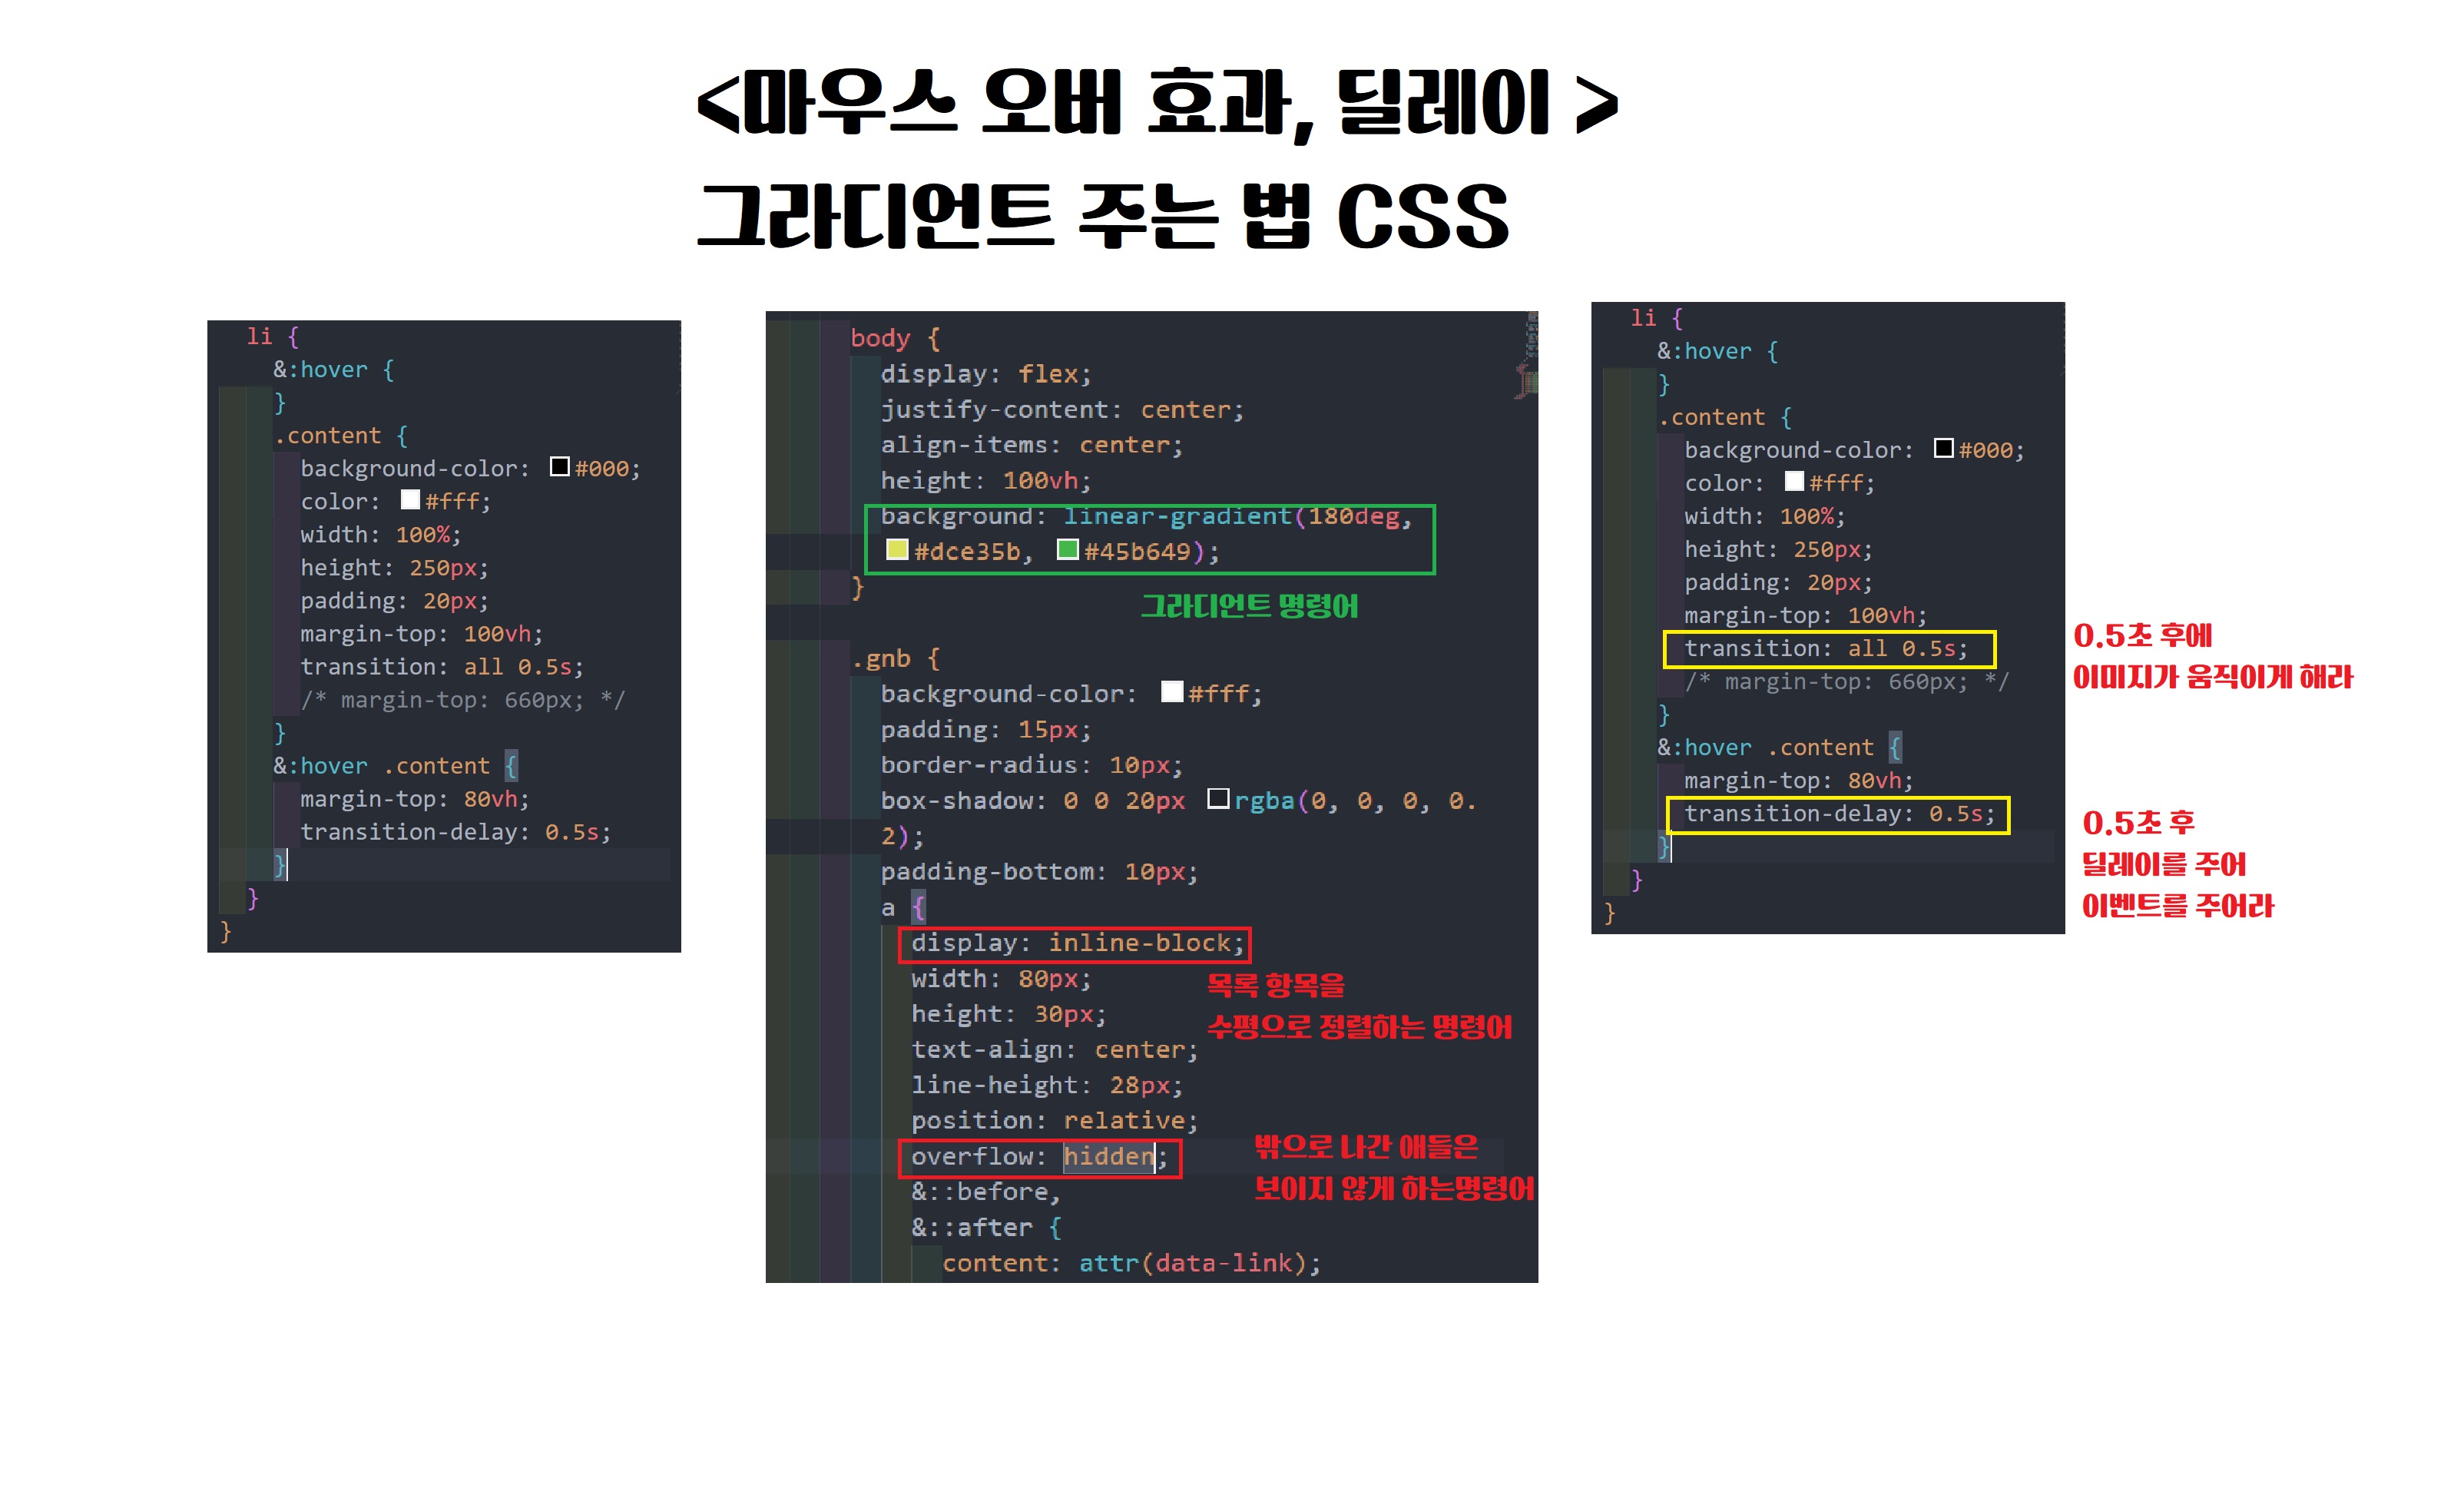 <마우스 오버 효과, 딜레이 >
그라디언트 주는 법 CSS
li {
&:hover {
}
.content {
background-color: #000;
color: #fff;
width: 100%;
height: 250px;
padding: 20px;
margin-top: 100vh;
transition: all 0.5s;
/* margin-top: 660px; */
}
&:hover .content {
margin-top: 80vh;
transition-delay: 0.5s;
}
}
}
body {
display: flex;
justify-content: center;
align-items: center;
height: 100vh;
background: linear-gradient(180deg,
#dce35b, #45b649);
}
그라디언트 명령어
.gnb {
background-color: #fff;
padding: 15px;
border-radius: 10px;
box-shadow: 0 0 20px rgba(0, 0, 0, 0.
2);
padding-bottom: 10px;
a {
display: inline-block;
width: 80px;
목록 항목을
height: 30px;
수평으로 정렬하는 명령어
text-align: center;
line-height: 28px;
position: relative;
overflow: hidden;
밖으로 나간 애들은
보이지 않게 하는명령어
&::before,
&::after {
content: attr(data-link);
li {
&:hover {
}
.content {
background-color: #000;
color: #fff;
width: 100%;
height: 250px;
padding: 20px;
margin-top: 100vh;
transition: all 0.5s;
/* margin-top: 660px; */
}
&:hover .content {
margin-top: 80vh;
transition-delay: 0.5s;
}
}
}
0.5초 후에
이미지가 움직이게 해라
0.5초 후
딜레이를 주어
이벤트를 주어라